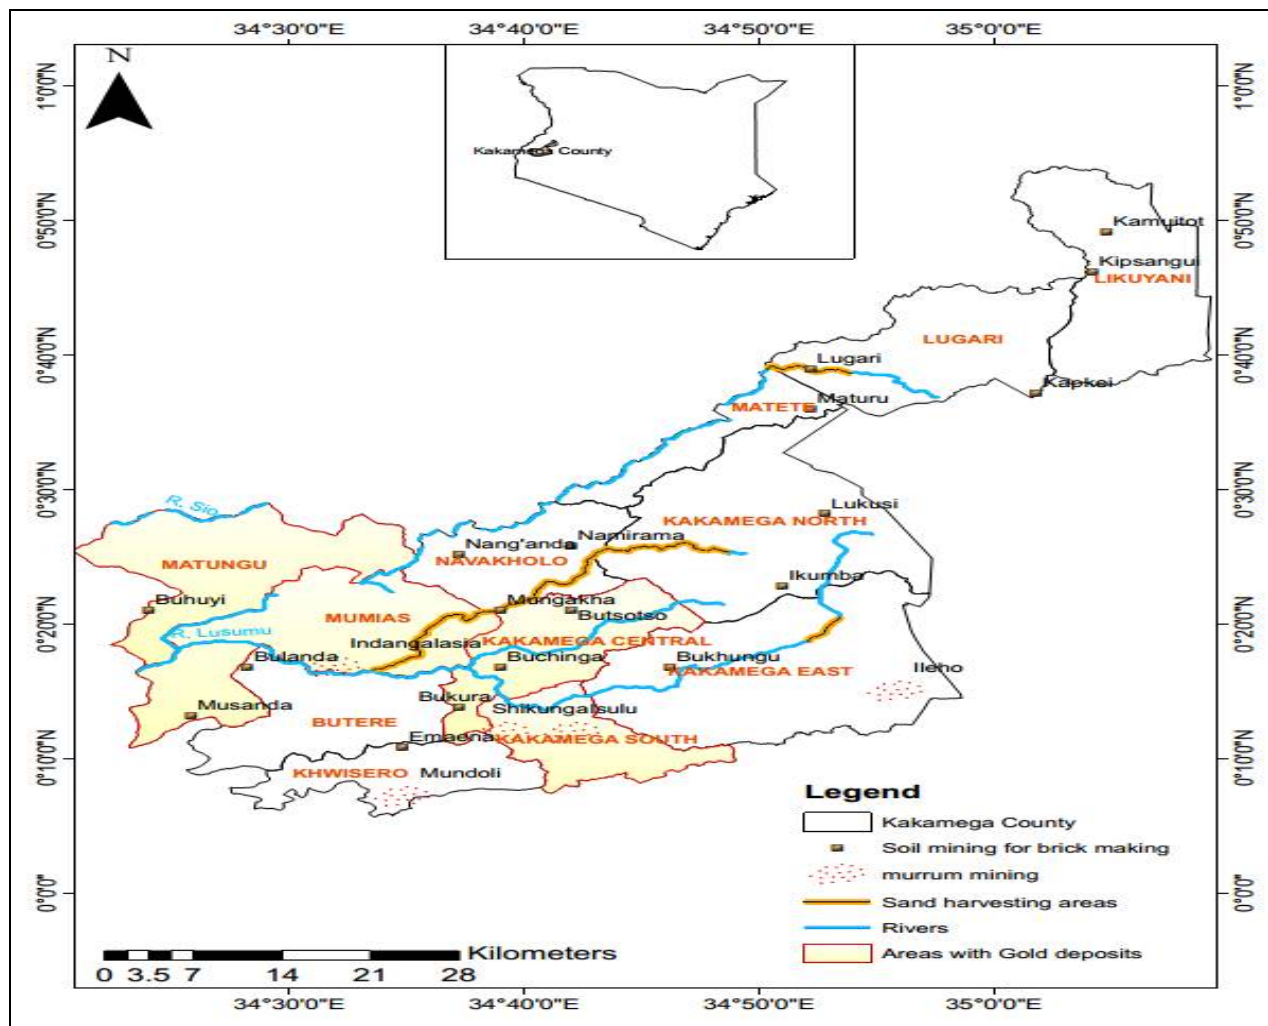 34°30'0"E 34°40'0"E 34°50'0"E 35°0'0"E
N
1°0'0"N 1°0'0"N
Kakamega County
0°50'0"N 0°50'0"N
Kamuitot
Kipsangui
LIKUYANI
LUGARI
0°40'0"N 0°40'0"N
Lugari
Kapkei
Maturu
MATETE
0°30'0"N 0°30'0"N
R. Sio
Lukusi
KAKAMEGA NORTH
Namirama
Nang'anda
NAVAKHOLO
MATUNGU
Ikumba
Buhuyi
Mungakha
Butsotso
MUMIAS
0°20'0"N 0°20'0"N
R. Lusumu
Indangalasia
KAKAMEGA CENTRAL
Bulanda
Buchinga
Bukhungu
KAKAMEGA EAST
Ileho
Bukura
Musanda
Shikungalsulu
BUTERE
Emaena
KAKAMEGA SOUTH
0°10'0"N 0°10'0"N
KHWISERO
Mundoli
Legend
Kakamega County
Soil mining for brick making
murrum mining
0°0'0" 0°0'0"
Sand harvesting areas
Rivers
Areas with Gold deposits
Kilometers
0 3.5 7 14 21 28
34°30'0"E 34°40'0"E 34°50'0"E 35°0'0"E